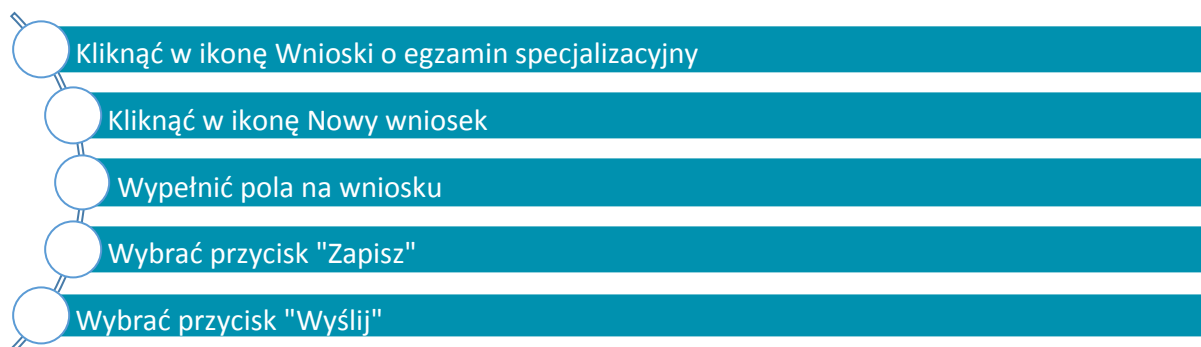 Kliknąć w ikonę Wnioski o egzamin specjalizacyjny
Kliknąć w ikonę Nowy wniosek
Wypełnić pola na wniosku
Wybrać przycisk "Zapisz"
Wybrać przycisk "Wyślij"